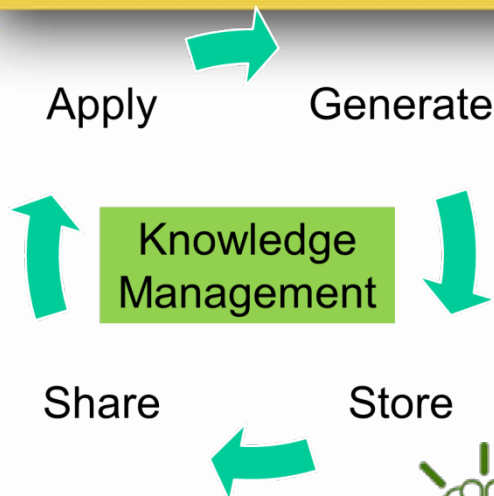 Apply
Generate
Knowledge
Management
Share
Store